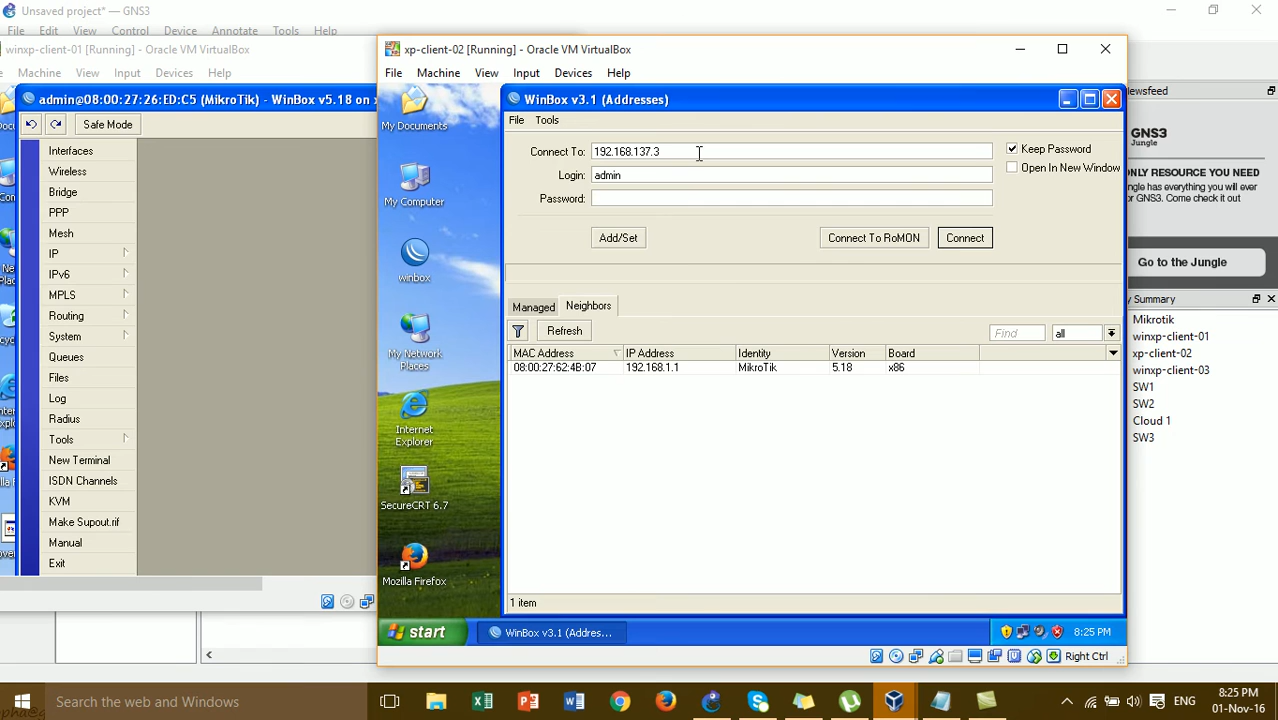 Unsaved project* — GNS3
File Edit View Control Device Annotate Tools Help
winxp-client-01 [Running] - Oracle VM VirtualBox
Machine View Input Devices Help
admin@08:00:27:26:ED:C5 (MikroTik) - WinBox v5.18 on x
Safe Mode
Interfaces
Wireless
Bridge
PPP
Mesh
IP
IPv6
MPLS
Routing
System
Queues
Files
Log
Radius
Tools
New Terminal
ISDN Channels
KVM
Make Supout.rif
Manual
Exit
xp-client-02 [Running] - Oracle VM VirtualBox
File Machine View Input Devices Help
My Documents
My Computer
winbox
My Network
Places
Internet
Explorer
SecureCRT 6.7
Mozilla Firefox
WinBox v3.1 (Addresses)
File Tools
Connect To: 192.168.137.3
Login: admin
Password:
Keep Password
Open In New Window
Add/Set Connect To RoMON Connect
Managed Neighbors
Refresh Find all
MAC Address IP Address Identity Version Board
08:00:27:62:4B:07 192.168.1.1 MikroTik 5.18 x86
1 item
start WinBox v3.1 (Addres... 8:25 PM
Right Ctrl
ewsfeed
GNS3
Jungle
ONLY RESOURCE YOU NEED
ngle has everything you will ever
r GNS3. Come check it out
Go to the Jungle
y Summary
Mikrotik
winxp-client-01
xp-client-02
winxp-client-03
SW1
SW2
Cloud 1
SW3
Search the web and Windows
ENG
8:25 PM
01-Nov-16